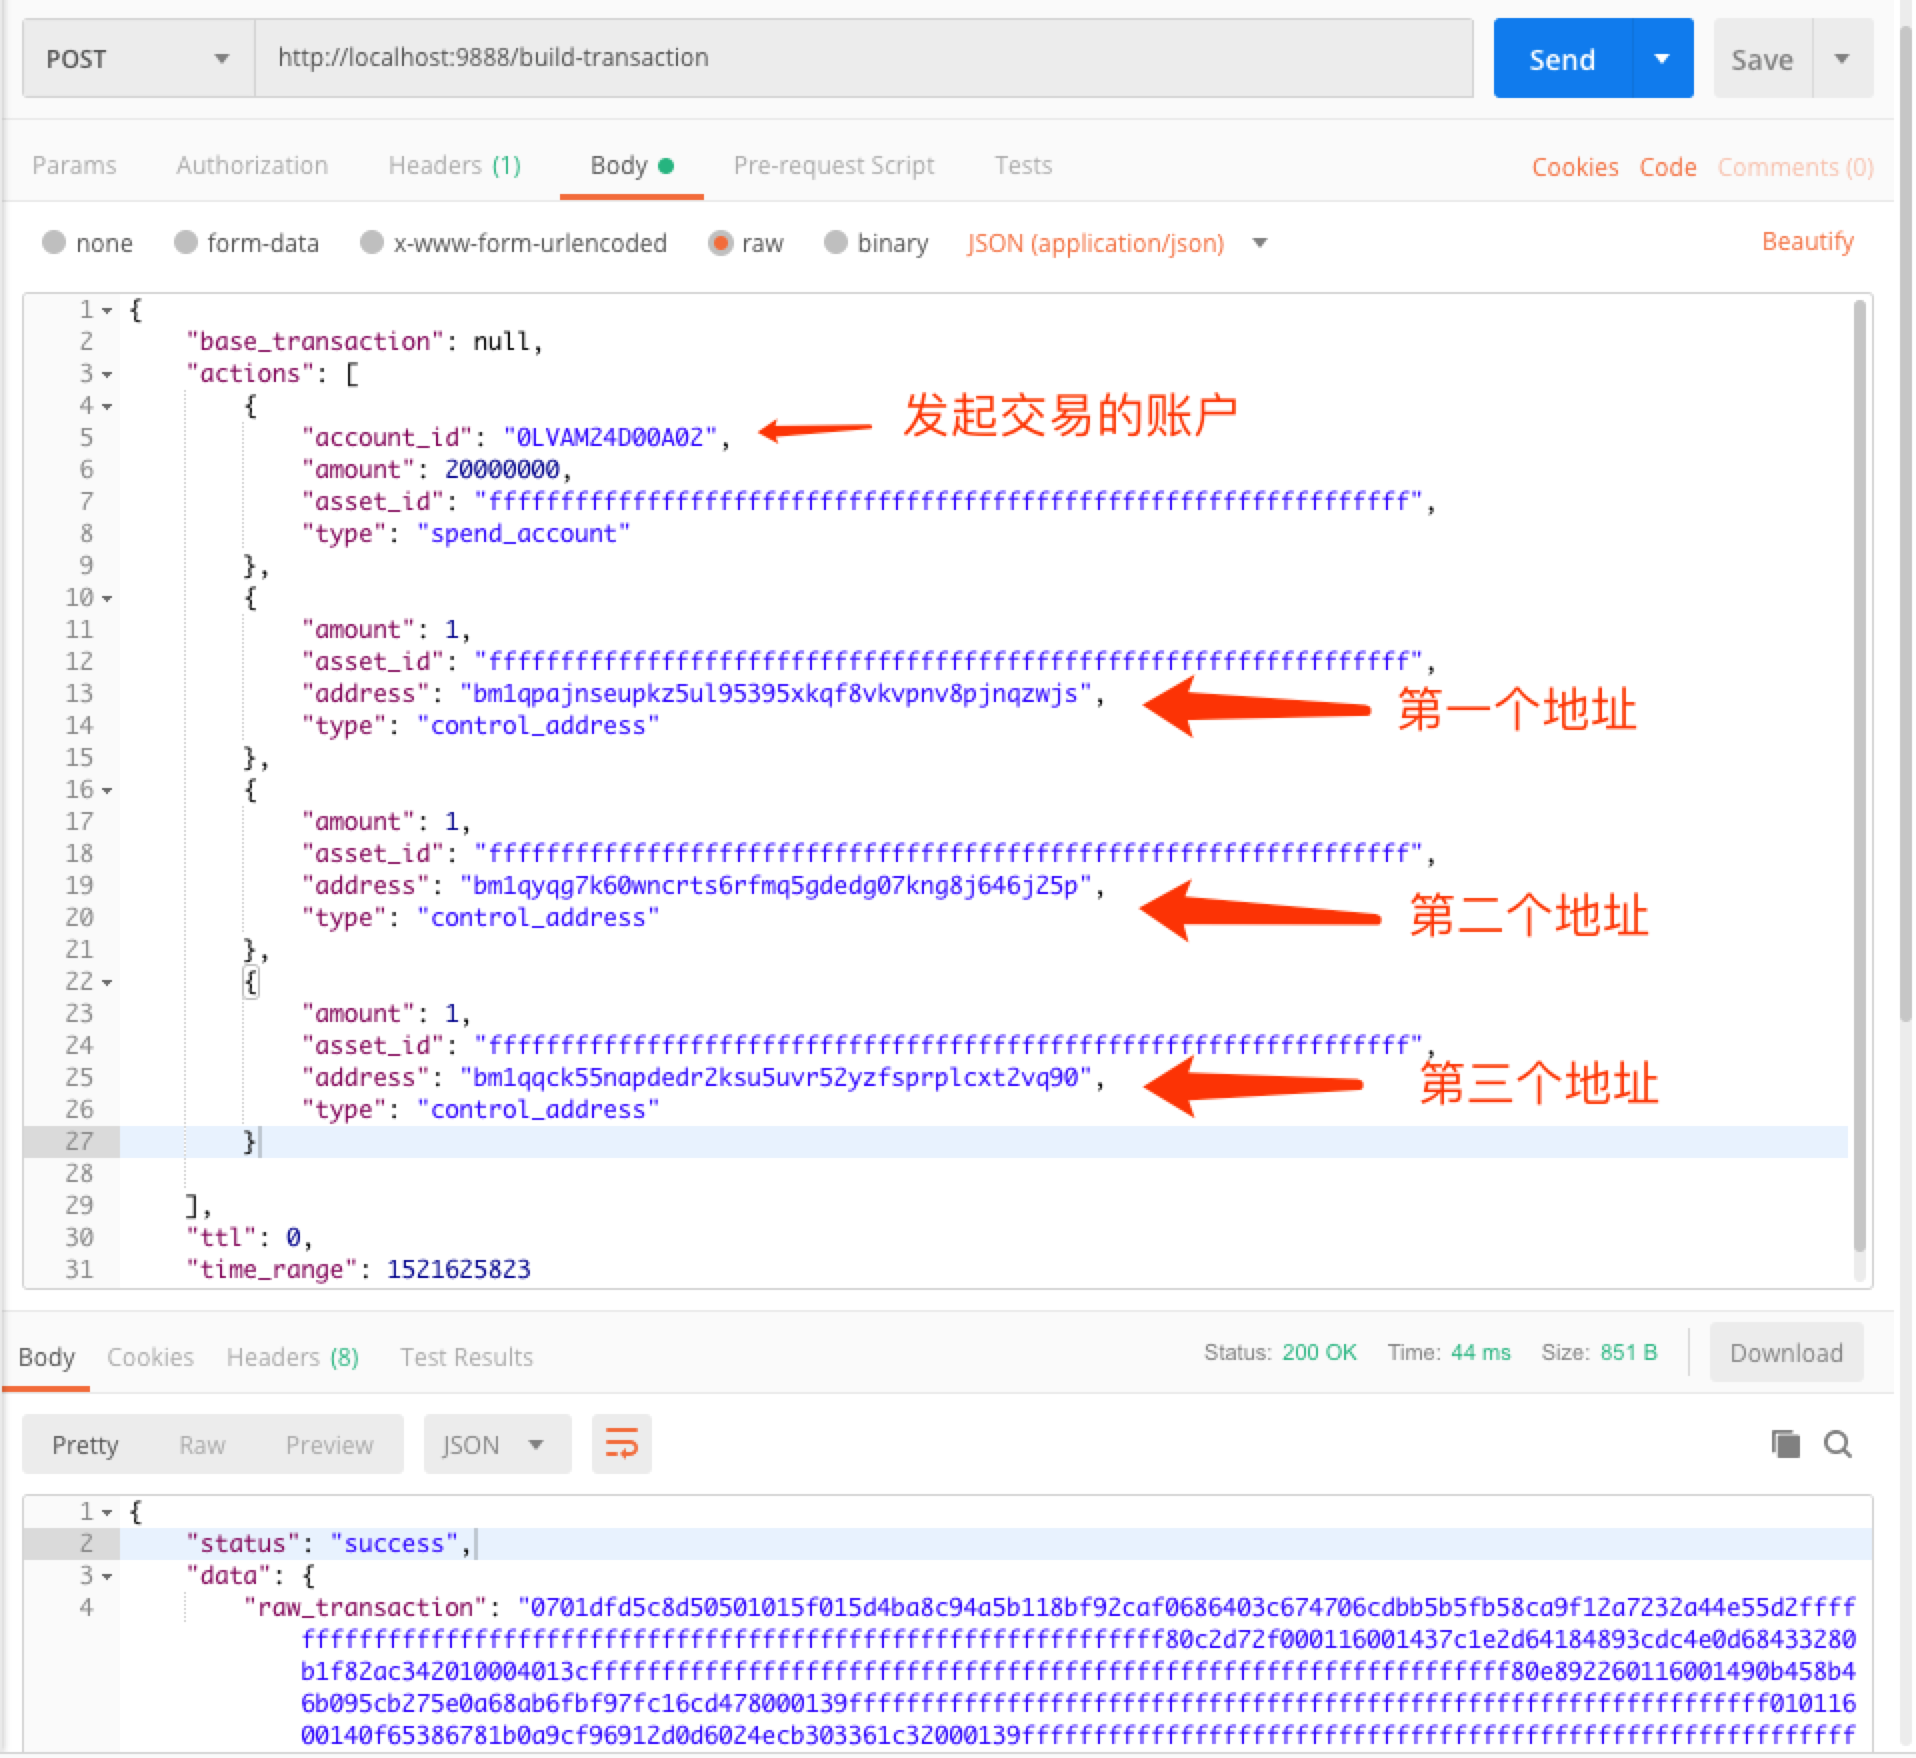 POST http://localhost:9888/build-transaction Send Save
Params Authorization Headers (1) Body Pre-request Script Tests Cookies Code Comments (0)
none form-data x-www-form-urlencoded raw binary JSON (application/json) Beautify
1 {
2 "base_transaction": null,
3 "actions": [
4 {
5 "account_id": "0LVAMZ4D00A02", 发起交易的账户
6 "amount": 20000000,
7 "asset_id": "ffffffffffffffffffffffffffffffffffffffffffffffffffffffffffffffff",
8 "type": "spend_account"
9 },
10 {
11 "amount": 1,
12 "asset_id": "ffffffffffffffffffffffffffffffffffffffffffffffffffffffffffffffff",
13 "address": "bm1qpajnseupkz5ul95395xkqf8vkvpnv8pjnqzwjs", 第一个地址
14 "type": "control_address"
15 },
16 {
17 "amount": 1,
18 "asset_id": "ffffffffffffffffffffffffffffffffffffffffffffffffffffffffffffffff",
19 "address": "bm1qyqg7k60wncrts6rfmq5gdedg07kng8j646j25p", 第二个地址
20 "type": "control_address"
21 },
22 {
23 "amount": 1,
24 "asset_id": "ffffffffffffffffffffffffffffffffffffffffffffffffffffffffffffffff",
25 "address": "bm1qqck55napdedr2ksu5uvr52yzfsprplcxt2vq90", 第三个地址
26 "type": "control_address"
27 }
28
29 ],
30 "ttl": 0,
31 "time_range": 1521625823
Body Cookies Headers (8) Test Results Status: 200 OK Time: 44 ms Size: 851 B Download
Pretty Raw Preview JSON
1 {
2 "status": "success",
3 "data": {
4 "raw_transaction": "0701dfd5c8d50501015f015d4ba8c94a5b118bf92caf0686403c674706cdbb5b5fb58ca9f12a7232a44e55d2ffff
ffffffffffffffffffffffffffffffffffffffffffffffffffffffffffff80c2d72f000116001437c1e2d64184893cdc4e0d68433280
b1f82ac342010004013cffffffffffffffffffffffffffffffffffffffffffffffffffffffffffffffff80e892260116001490b458b4
6b095cb275e0a68ab6fbf97fc16cd478000139ffffffffffffffffffffffffffffffffffffffffffffffffffffffffffffffff010116
00140f65386781b0a9cf96912d0d6024ecb303361c32000139ffffffffffffffffffffffffffffffffffffffffffffffffffffffffff